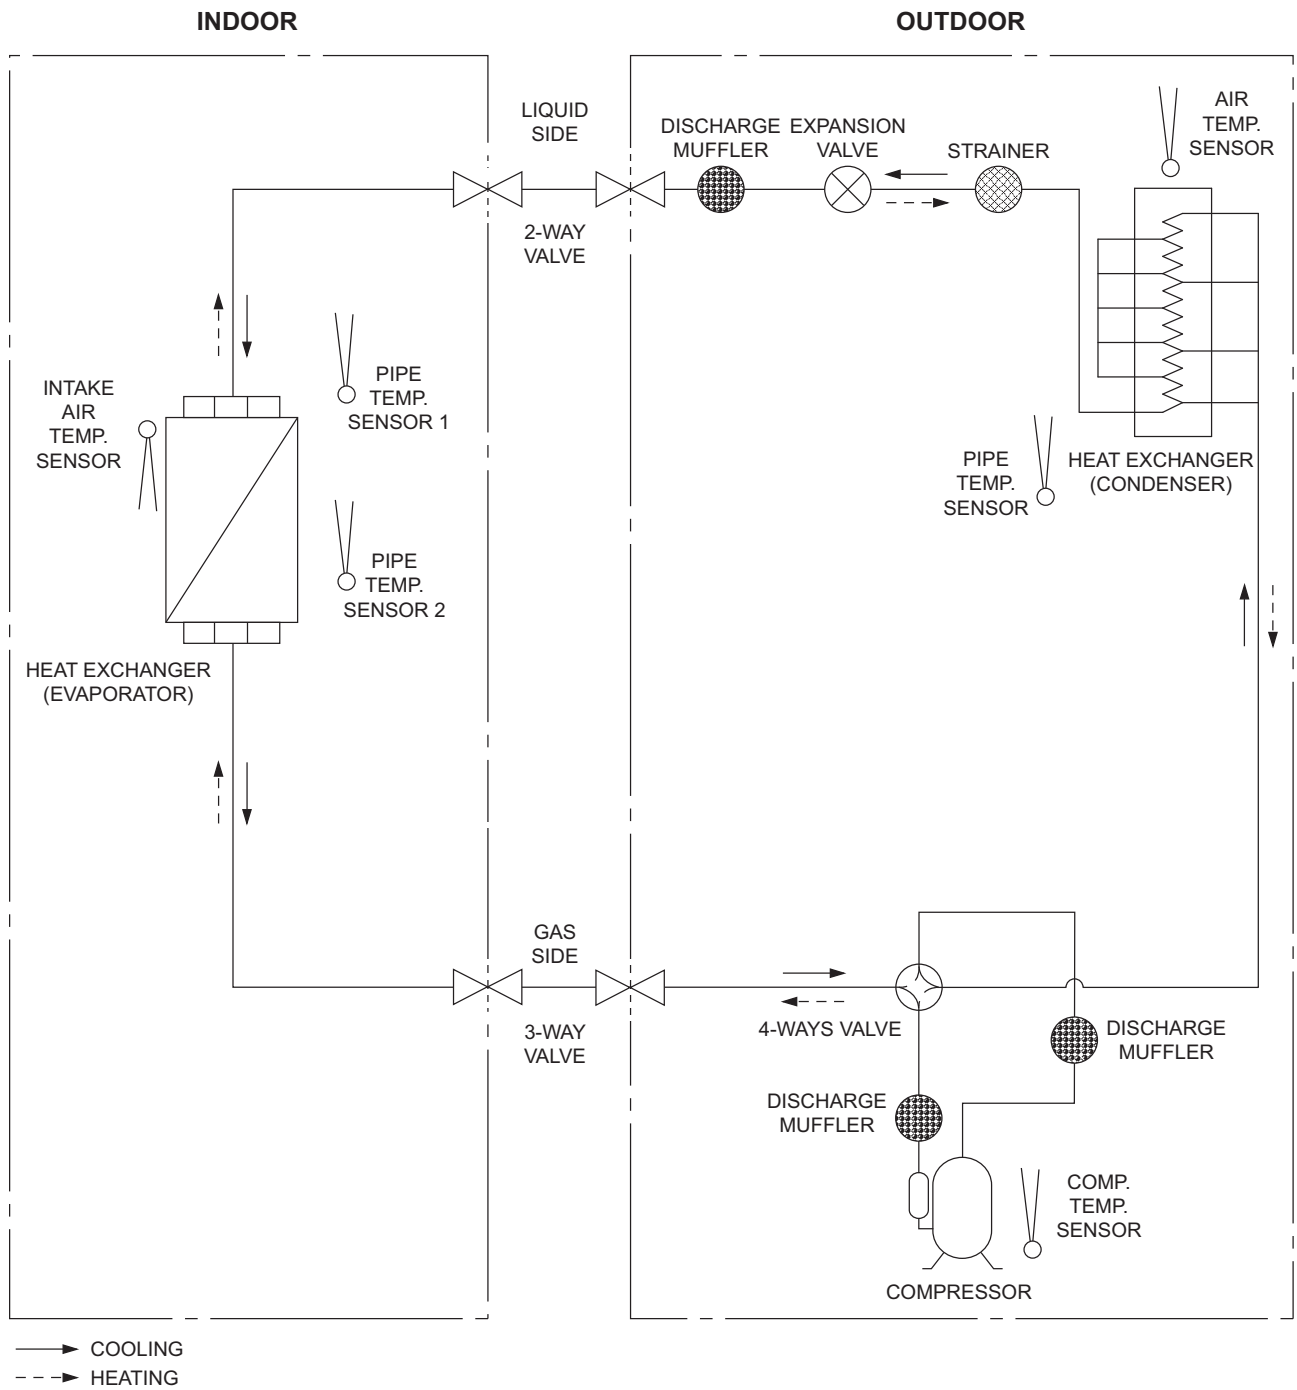 INDOOR
OUTDOOR
LIQUID
SIDE
2-WAY
VALVE
DISCHARGE
MUFFLER
EXPANSION
VALVE
STRAINER
AIR
TEMP.
SENSOR
INTAKE
AIR
TEMP.
SENSOR
PIPE
TEMP.
SENSOR 1
PIPE
TEMP.
SENSOR 2
PIPE
TEMP.
SENSOR
HEAT EXCHANGER
(CONDENSER)
HEAT EXCHANGER
(EVAPORATOR)
GAS
SIDE
3-WAY
VALVE
4-WAYS VALVE
DISCHARGE
MUFFLER
DISCHARGE
MUFFLER
COMP.
TEMP.
SENSOR
COMPRESSOR
COOLING
HEATING